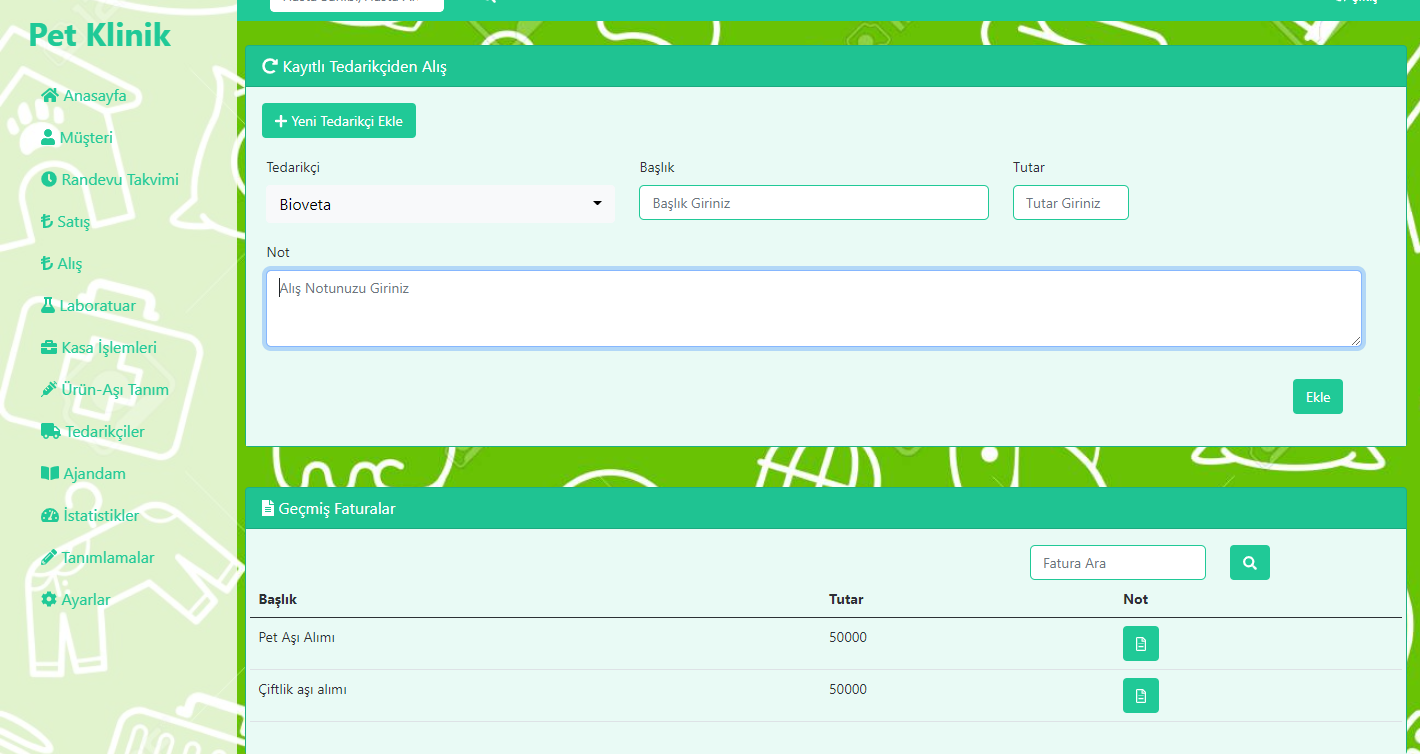 Pet Klinik
Anasayfa
Müşteri
Randevu Takvimi
Satış
Alış
Laboratuar
Kasa İşlemleri
Ürün-Aşı Tanım
Tedarikçiler
Ajandam
İstatistikler
Tanımlamalar
Ayarlar
Kayıtlı Tedarikçiden Alış
Yeni Tedarikçi Ekle
Tedarikçi Başlık Tutar
Bioveta Başlık Giriniz Tutar Giriniz
Not
Alış Notunuzu Giriniz
Ekle
Geçmiş Faturalar
Fatura Ara
Başlık Tutar Not
Pet Aşı Alımı 50000
Çiftlik aşı alımı 50000